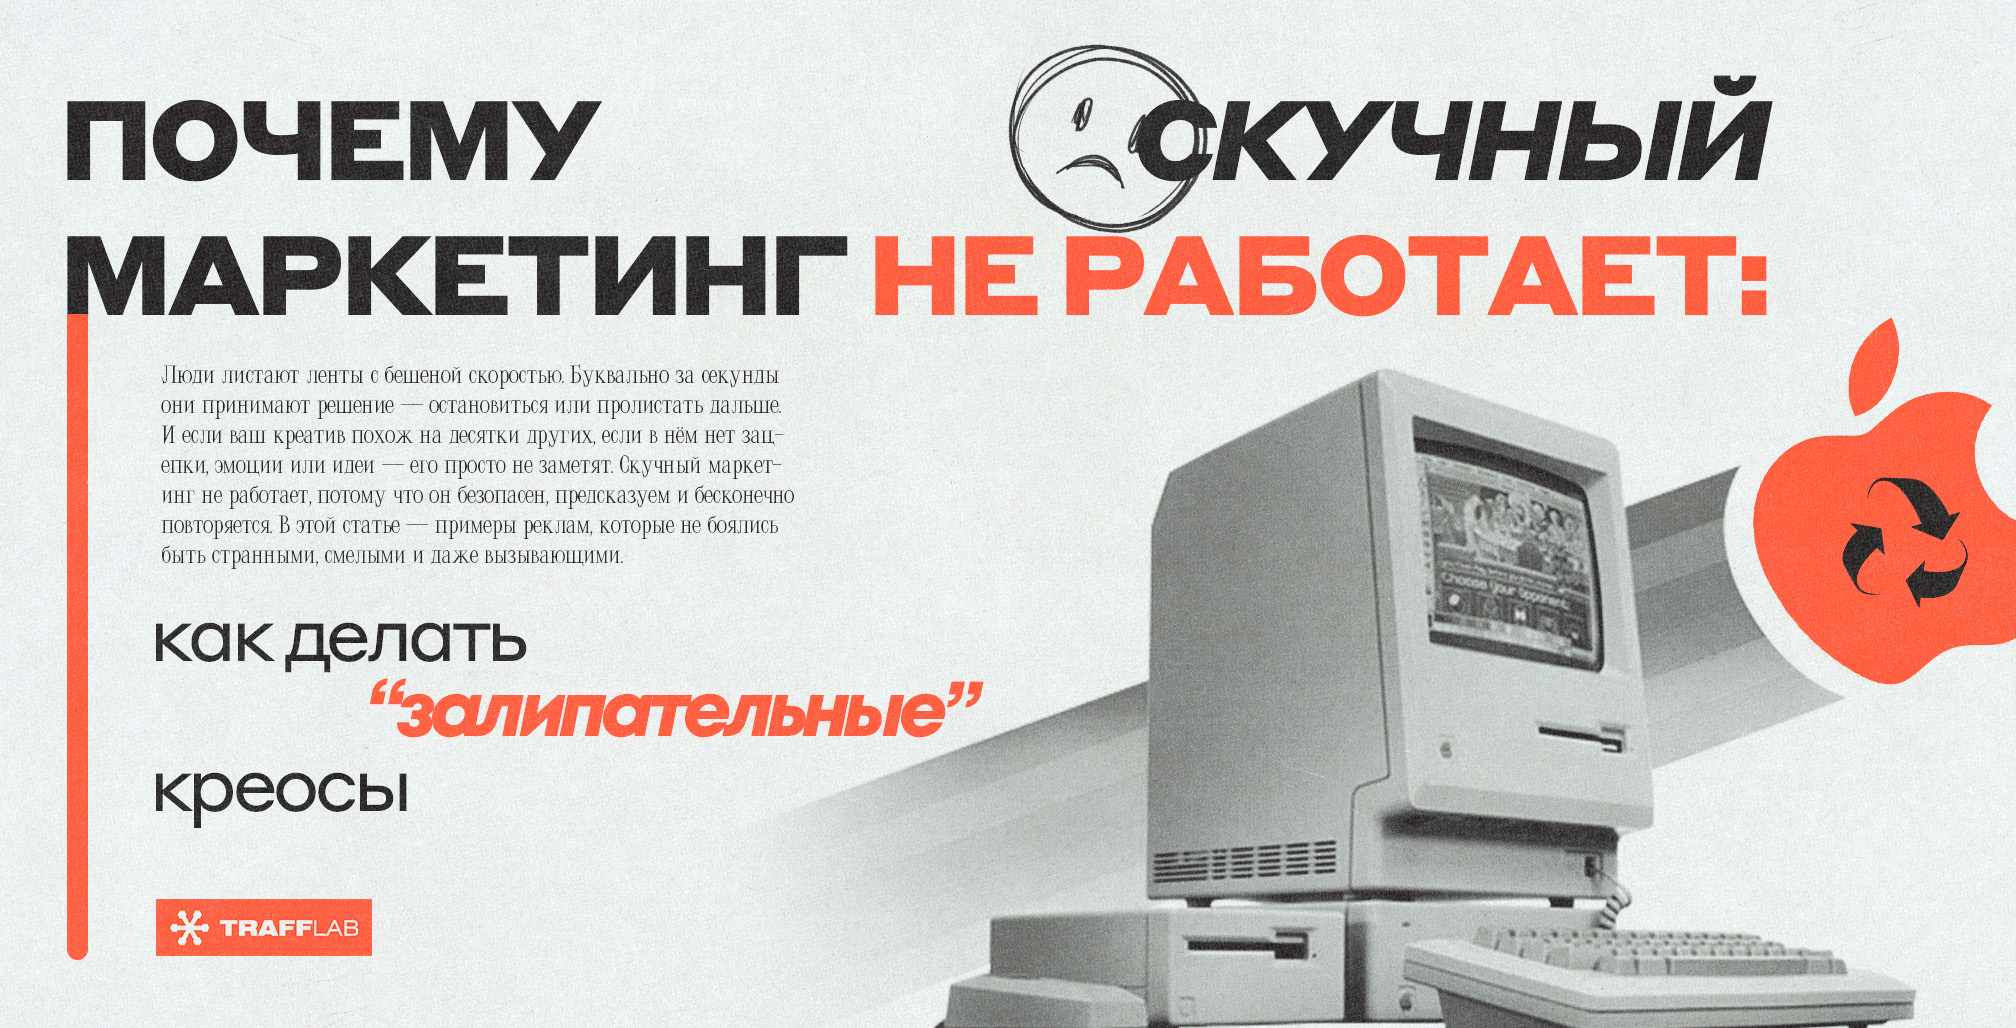 ПОЧЕМУ СКУЧНЫЙ
МАРКЕТИНГ НЕ РАБОТАЕТ:
Люди листают ленты с бешеной скоростью. Буквально за секунды
они принимают решение — остановиться или пролистать дальше.
И если ваш креатив похож на десятки других, если в нём нет зац-
епки, эмоции или идеи — его просто не заметят. Скучный маркет-
инг не работает, потому что он безопасен, предсказуем и бесконечно
повторяется. В этой статье — примеры реклам, которые не боялись
быть странными, смелыми и даже вызывающими.
как делать
“залипательные”
креосы
TRAFFLAB
Choose your opponent: